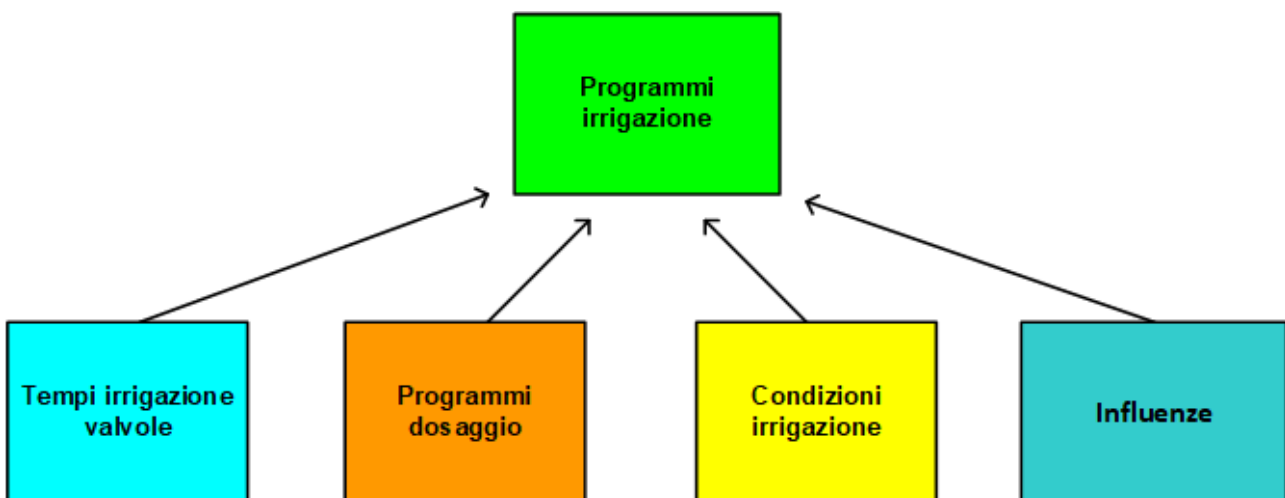 Programmi
irrigazione
Tempi irrigazione
valvole
Programmi
dosaggio
Condizioni
irrigazione
Influenze